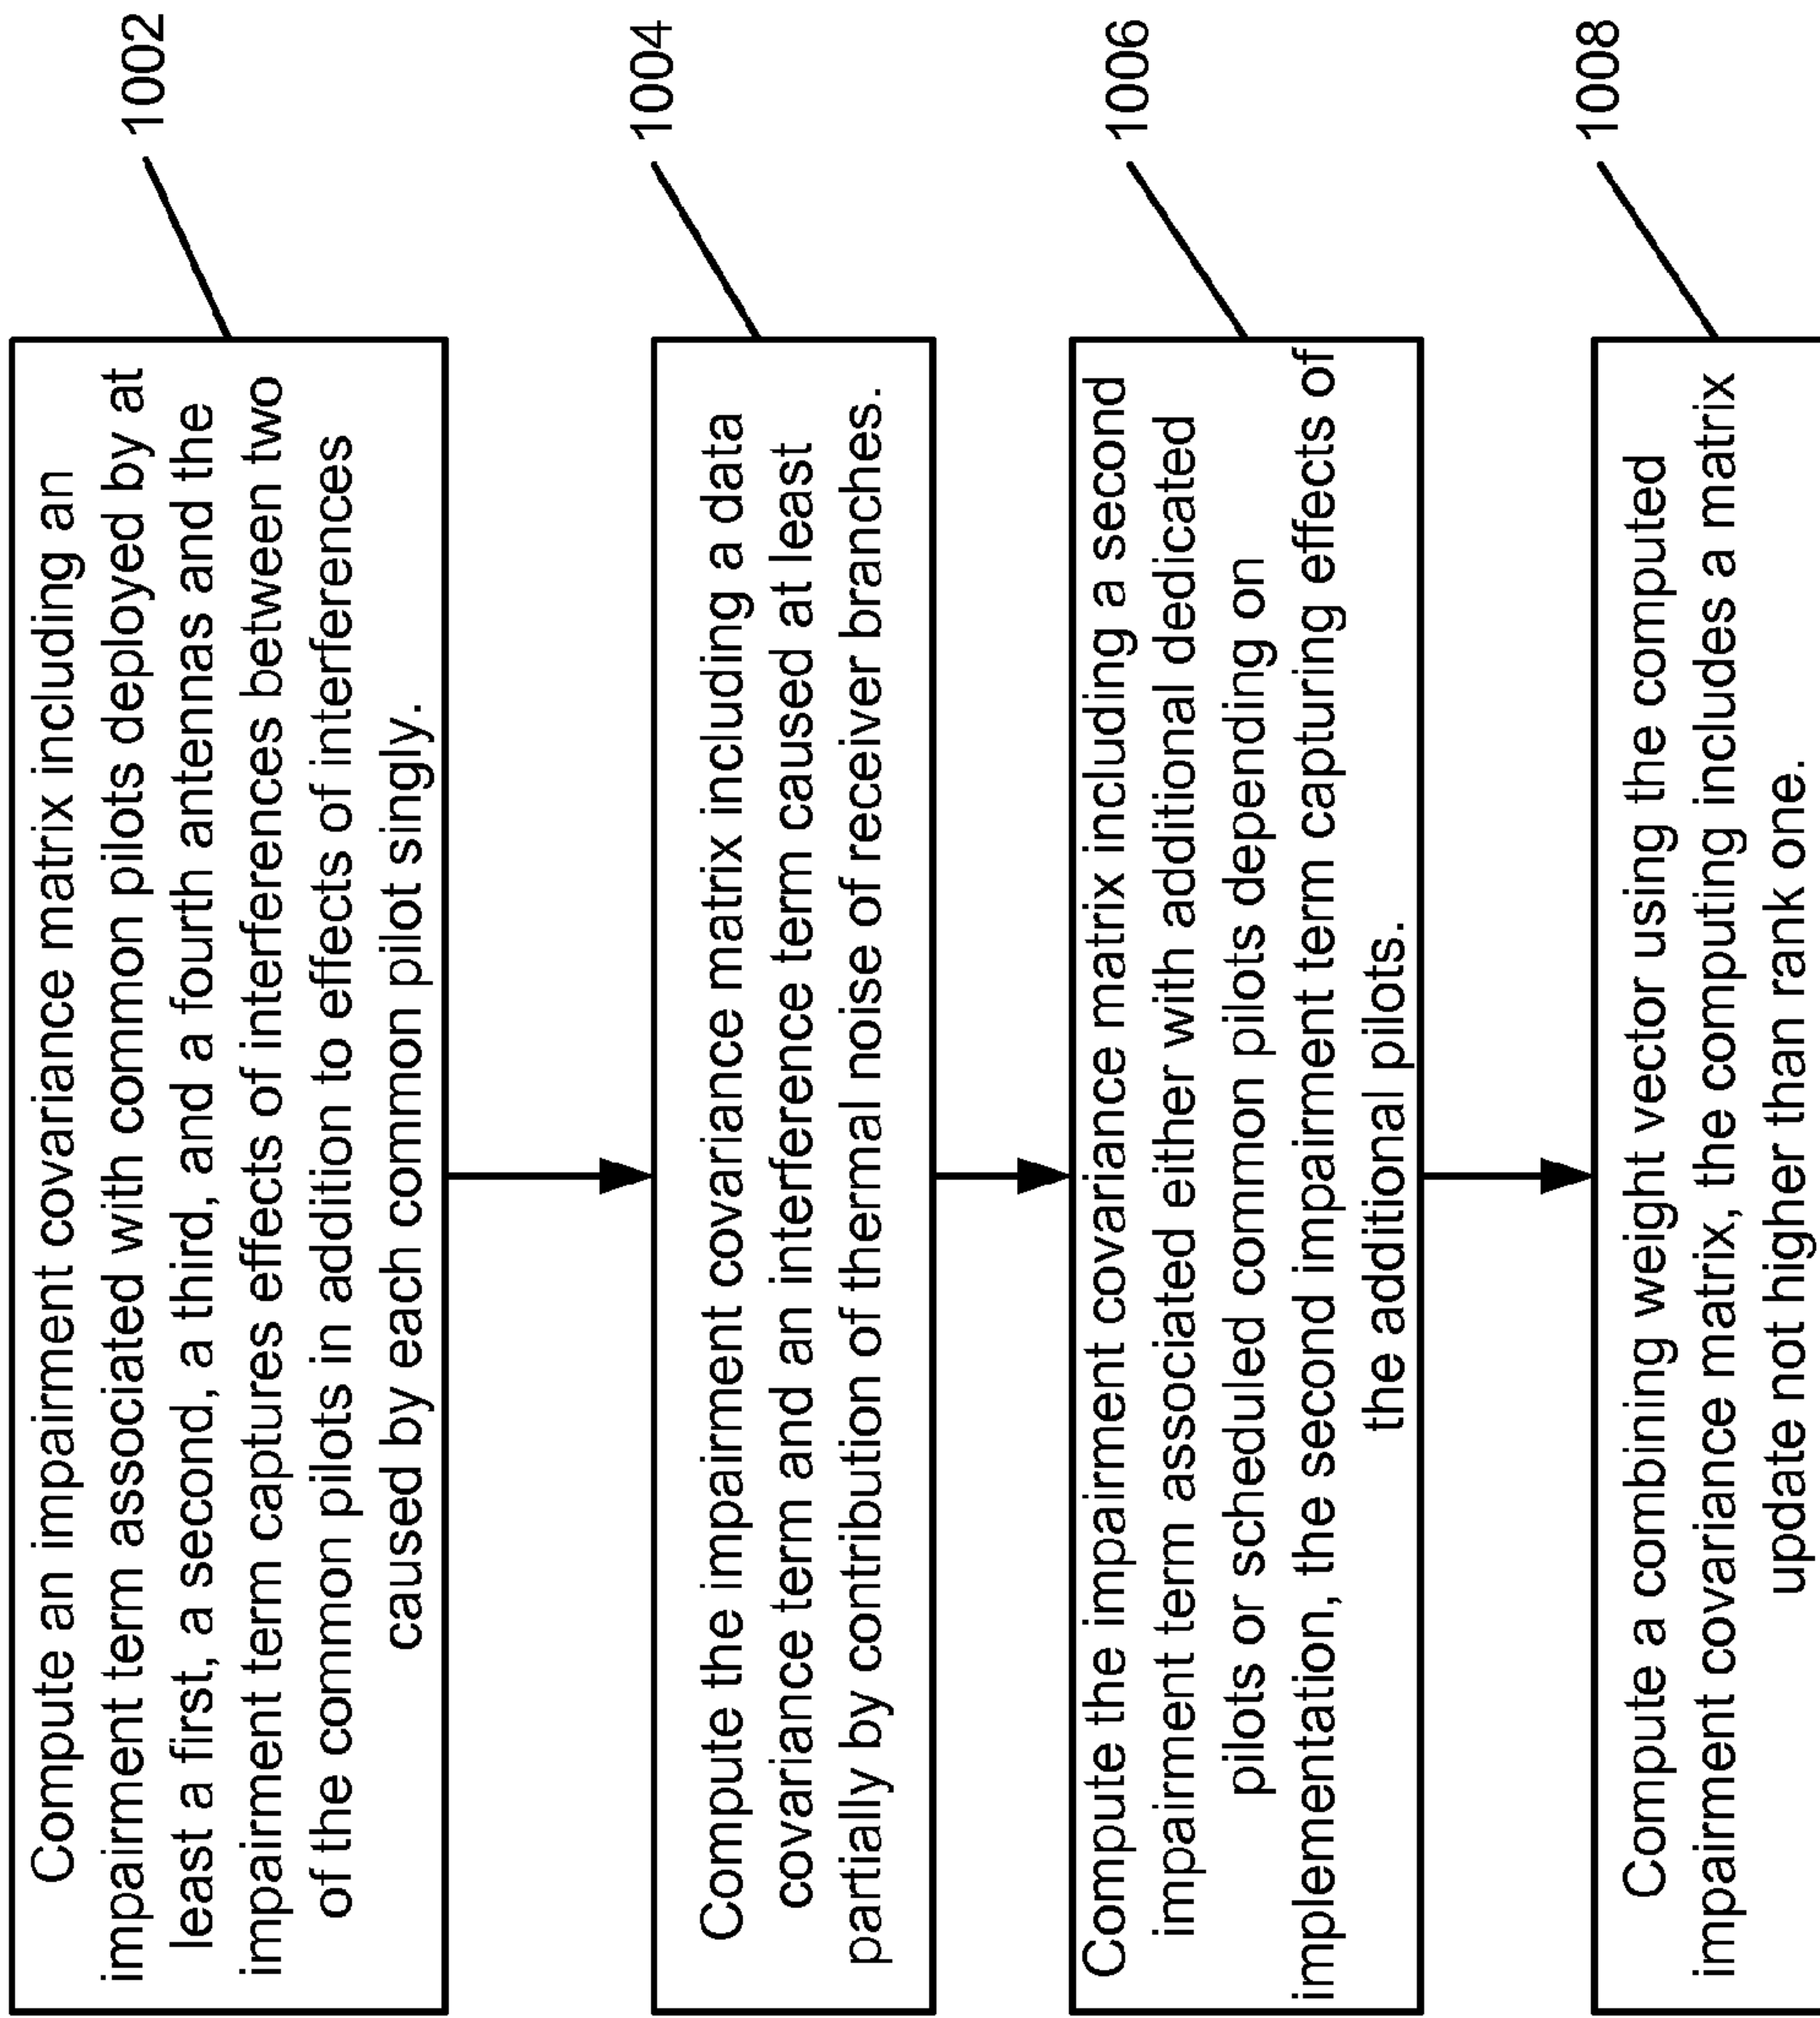 Compute an impairment covariance matrix including an
impairment term associated with common pilots deployed by at
least a first, a second, a third, and a fourth antennas and the
impairment term captures effects of interferences between two
of the common pilots in addition to effects of interferences
caused by each common pilot singly.
1002
Compute the impairment covariance matrix including a data
covariance term and an interference term caused at least
partially by contribution of thermal noise of receiver branches.
1004
Compute the impairment covariance matrix including a second
impairment term associated either with additional dedicated
pilots or scheduled common pilots depending on
implementation, the second impairment term capturing effects of
the additional pilots.
1006
Compute a combining weight vector using the computed
impairment covariance matrix, the computing includes a matrix
update not higher than rank one.
1008